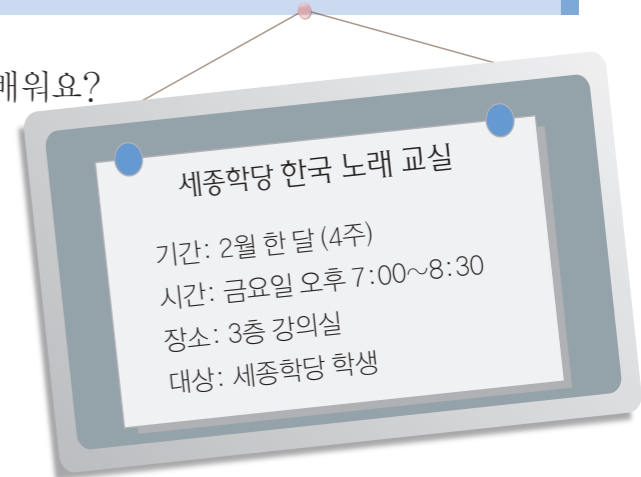 배워요?
세종학당 한국 노래 교실
기간: 2월 한 달 (4주)
시간: 금요일 오후 7:00~8:30
장소: 3층 강의실
대상: 세종학당 학생